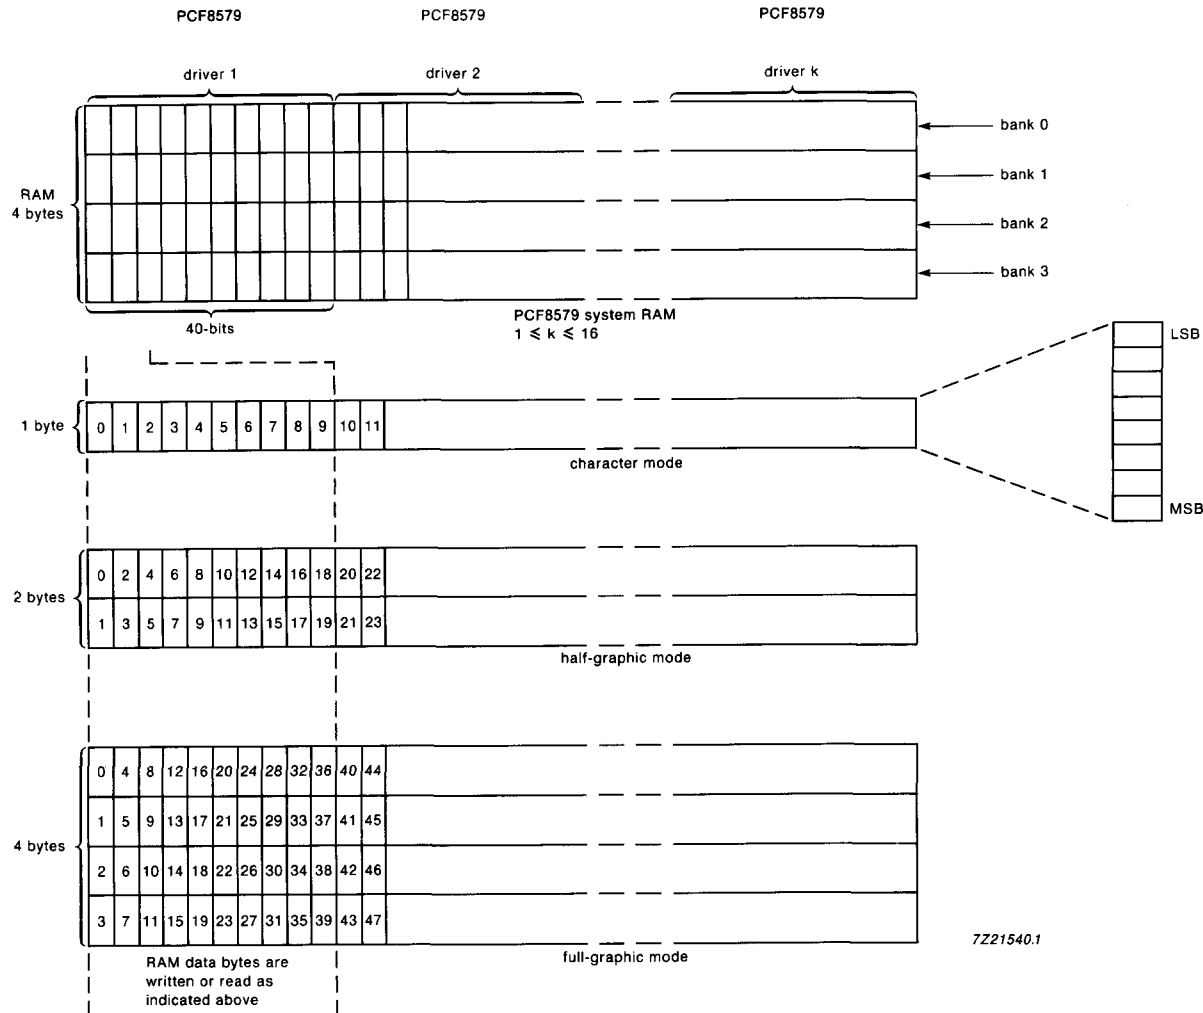 PCF8579 PCF8579 PCF8579
driver 1 driver 2 driver k
bank 0
bank 1
RAM
4 bytes
bank 2
bank 3
40-bits
PCF8579 system RAM
1 ⩽ k ⩽ 16
LSB
1 byte
0 1 2 3 4 5 6 7 8 9 10 11
character mode
MSB
0 2 4 6 8 10 12 14 16 18 20 22
2 bytes
1 3 5 7 9 11 13 15 17 19 21 23
half-graphic mode
0 4 8 12 16 20 24 28 32 36 40 44
1 5 9 13 17 21 25 29 33 37 41 45
4 bytes
2 6 10 14 18 22 26 30 34 38 42 46
3 7 11 15 19 23 27 31 35 39 43 47
full-graphic mode
7Z21540.1
RAM data bytes are
written or read as
indicated above